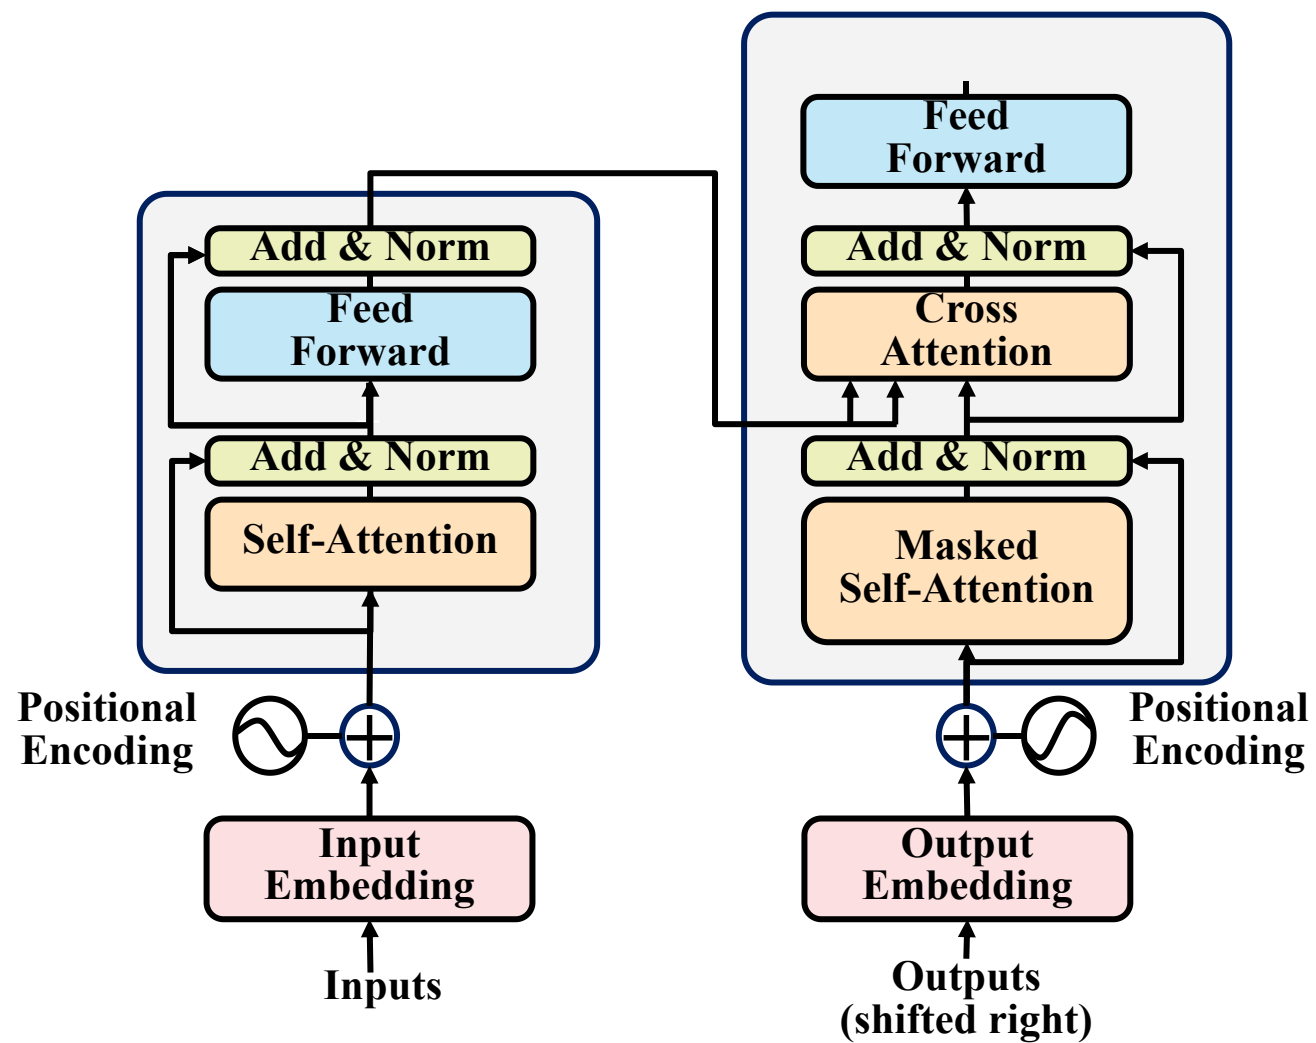 Add & Norm
Feed
Forward
Add & Norm
Self-Attention
Positional
Encoding
Input
Embedding
Inputs
Feed
Forward
Add & Norm
Cross
Attention
Add & Norm
Masked
Self-Attention
Positional
Encoding
Output
Embedding
Outputs
(shifted right)